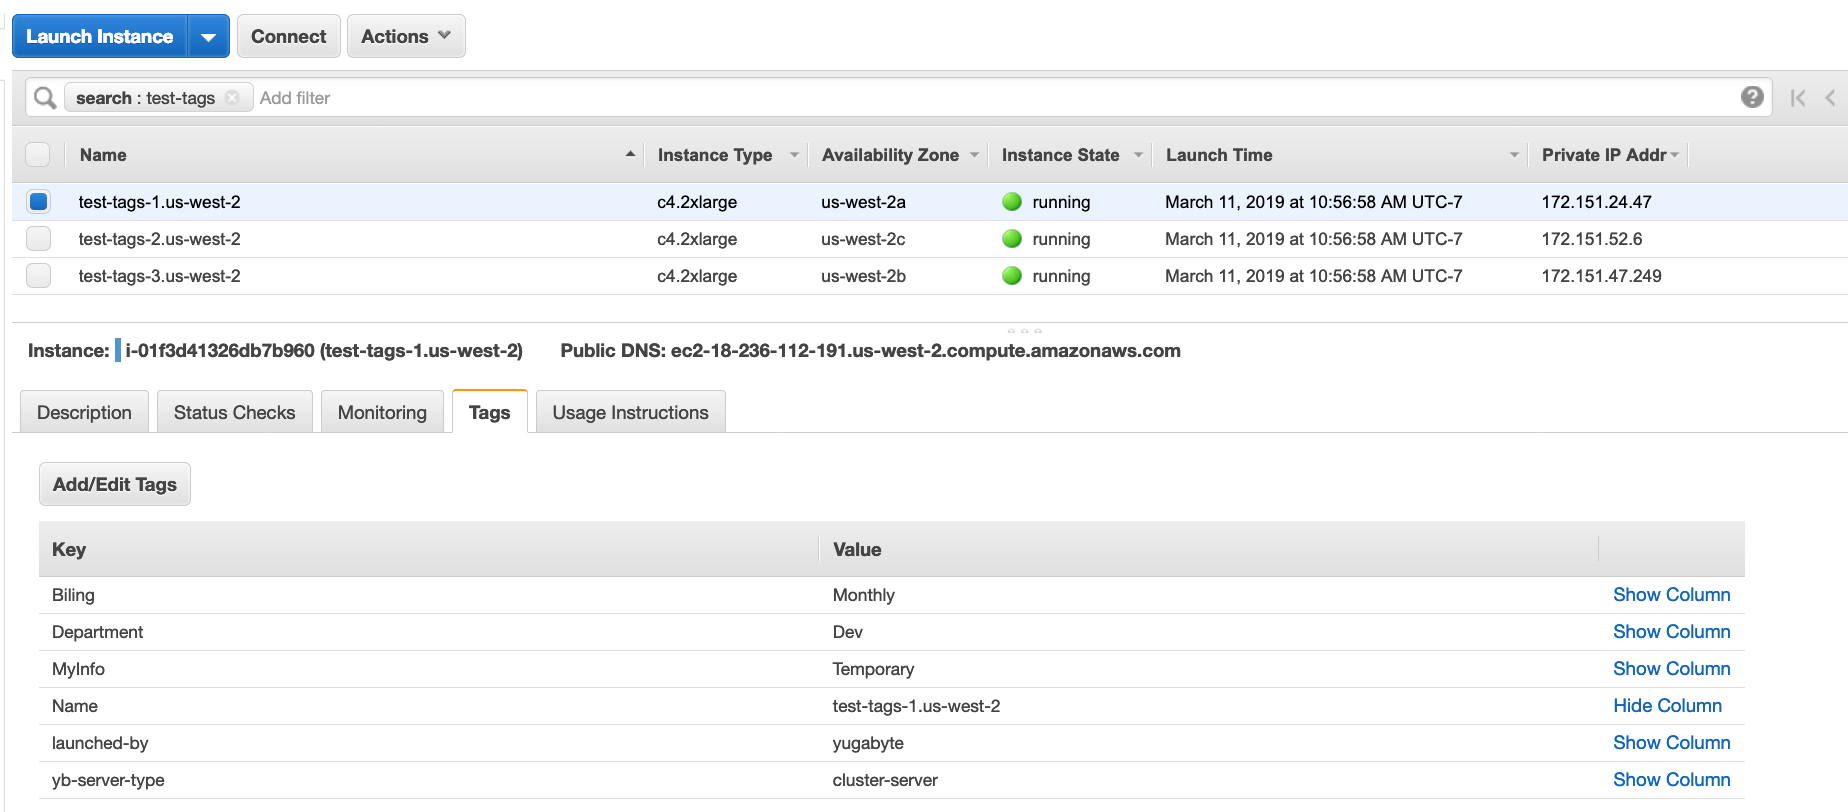 Launch Instance Connect Actions
search : test-tags Add filter
Name Instance Type Availability Zone Instance State Launch Time Private IP Addr
test-tags-1.us-west-2 c4.2xlarge us-west-2a running March 11, 2019 at 10:56:58 AM UTC-7 172.151.24.47
test-tags-2.us-west-2 c4.2xlarge us-west-2c running March 11, 2019 at 10:56:58 AM UTC-7 172.151.52.6
test-tags-3.us-west-2 c4.2xlarge us-west-2b running March 11, 2019 at 10:56:58 AM UTC-7 172.151.47.249
Instance: i-01f3d41326db7b960 (test-tags-1.us-west-2) Public DNS: ec2-18-236-112-191.us-west-2.compute.amazonaws.com
Description Status Checks Monitoring Tags Usage Instructions
Add/Edit Tags
Key Value
Biling Monthly Show Column
Department Dev Show Column
MyInfo Temporary Show Column
Name test-tags-1.us-west-2 Hide Column
launched-by yugabyte Show Column
yb-server-type cluster-server Show Column